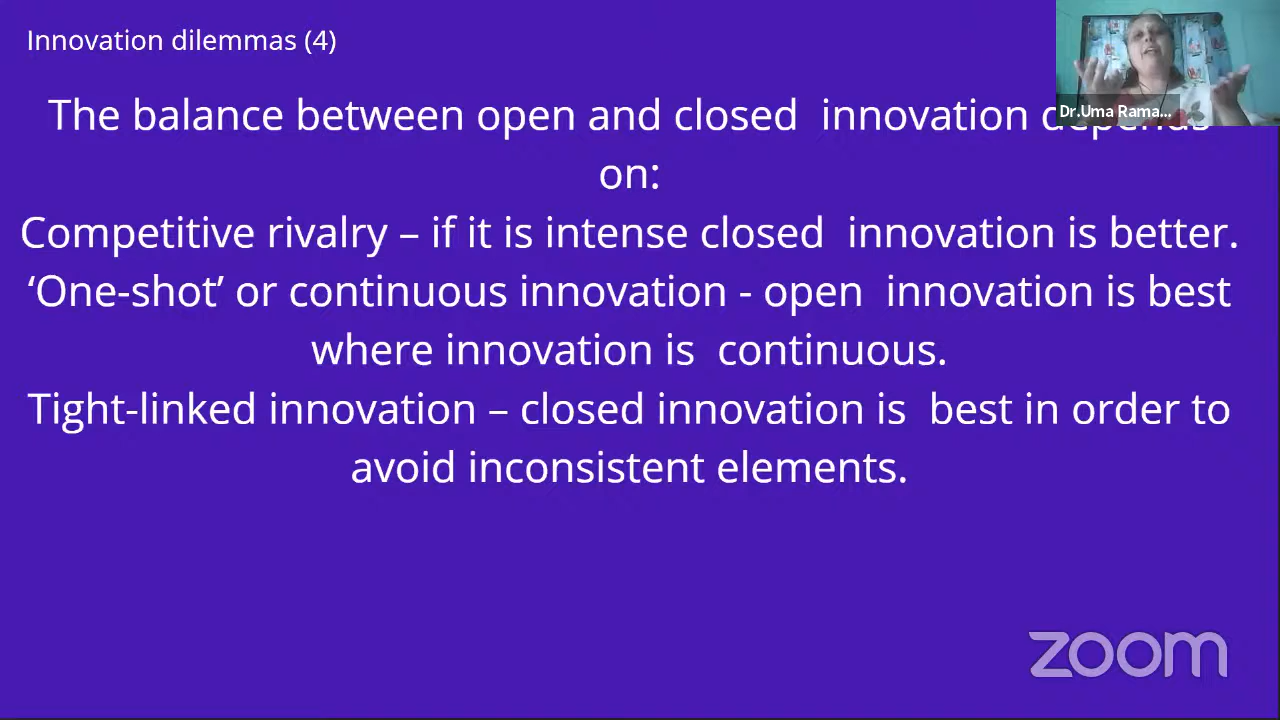 Innovation dilemmas (4)
Dr.Uma Rama...
The balance between open and closed innovation depends
on:
Competitive rivalry – if it is intense closed innovation is better.
‘One-shot’ or continuous innovation - open innovation is best
where innovation is continuous.
Tight-linked innovation – closed innovation is best in order to
avoid inconsistent elements.
zoom